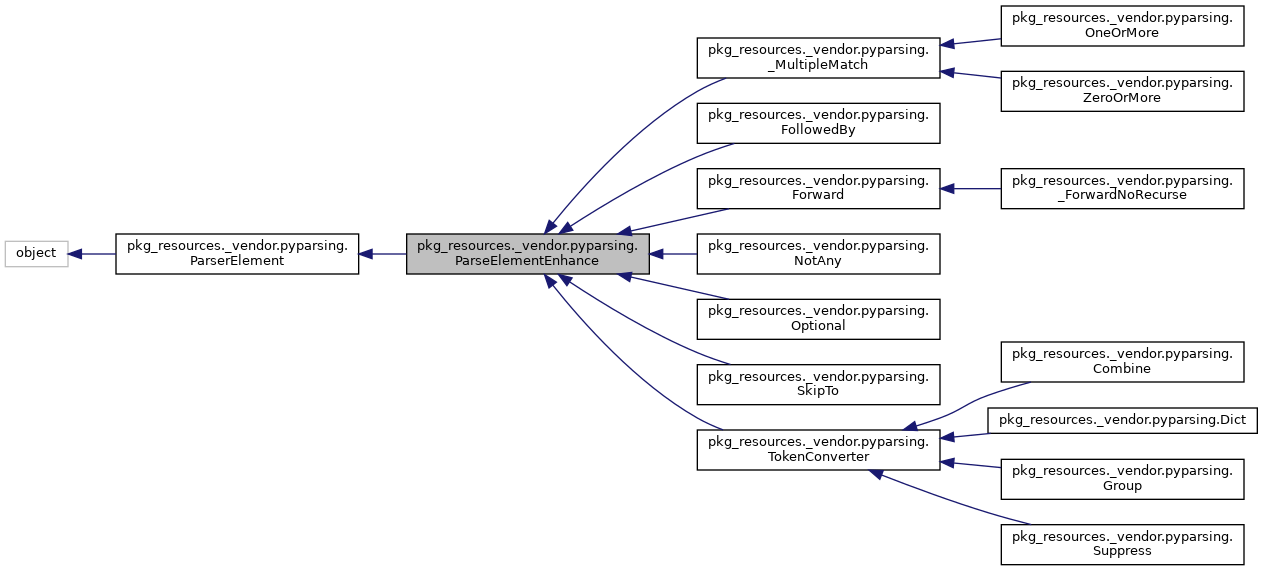 object
pkg_resources._vendor.pyparsing.
ParserElement
pkg_resources._vendor.pyparsing.
ParseElementEnhance
pkg_resources._vendor.pyparsing.
_MultipleMatch
pkg_resources._vendor.pyparsing.
FollowedBy
pkg_resources._vendor.pyparsing.
Forward
pkg_resources._vendor.pyparsing.
NotAny
pkg_resources._vendor.pyparsing.
Optional
pkg_resources._vendor.pyparsing.
SkipTo
pkg_resources._vendor.pyparsing.
TokenConverter
pkg_resources._vendor.pyparsing.
OneOrMore
pkg_resources._vendor.pyparsing.
ZeroOrMore
pkg_resources._vendor.pyparsing.
_ForwardNoRecurse
pkg_resources._vendor.pyparsing.
Combine
pkg_resources._vendor.pyparsing.Dict
pkg_resources._vendor.pyparsing.
Group
pkg_resources._vendor.pyparsing.
Suppress